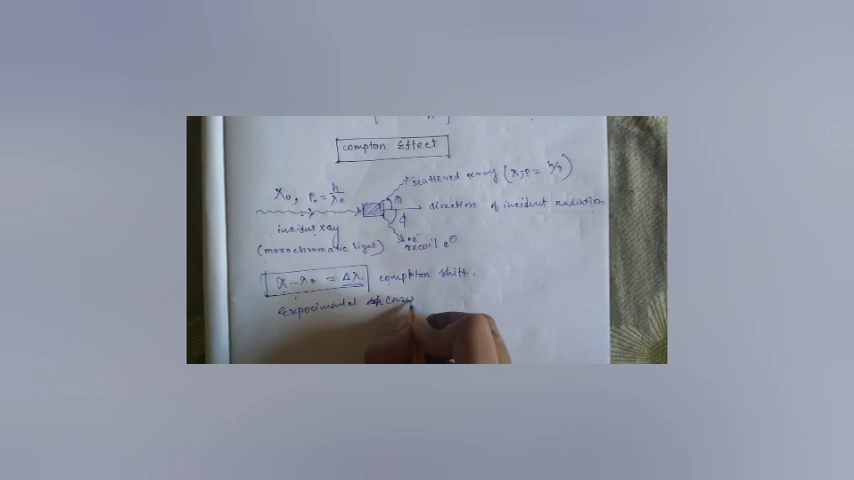 compton Effect
scattered x-ray (λ, p = h/λ)
λ₀, p₀ = h/λ₀
θ
direction of incident radiation
ϕ
incident xray
e⁻
recoil e⊖
(monochromatic light)
λ-λ₀ = Δλ compton shift.
Experimental